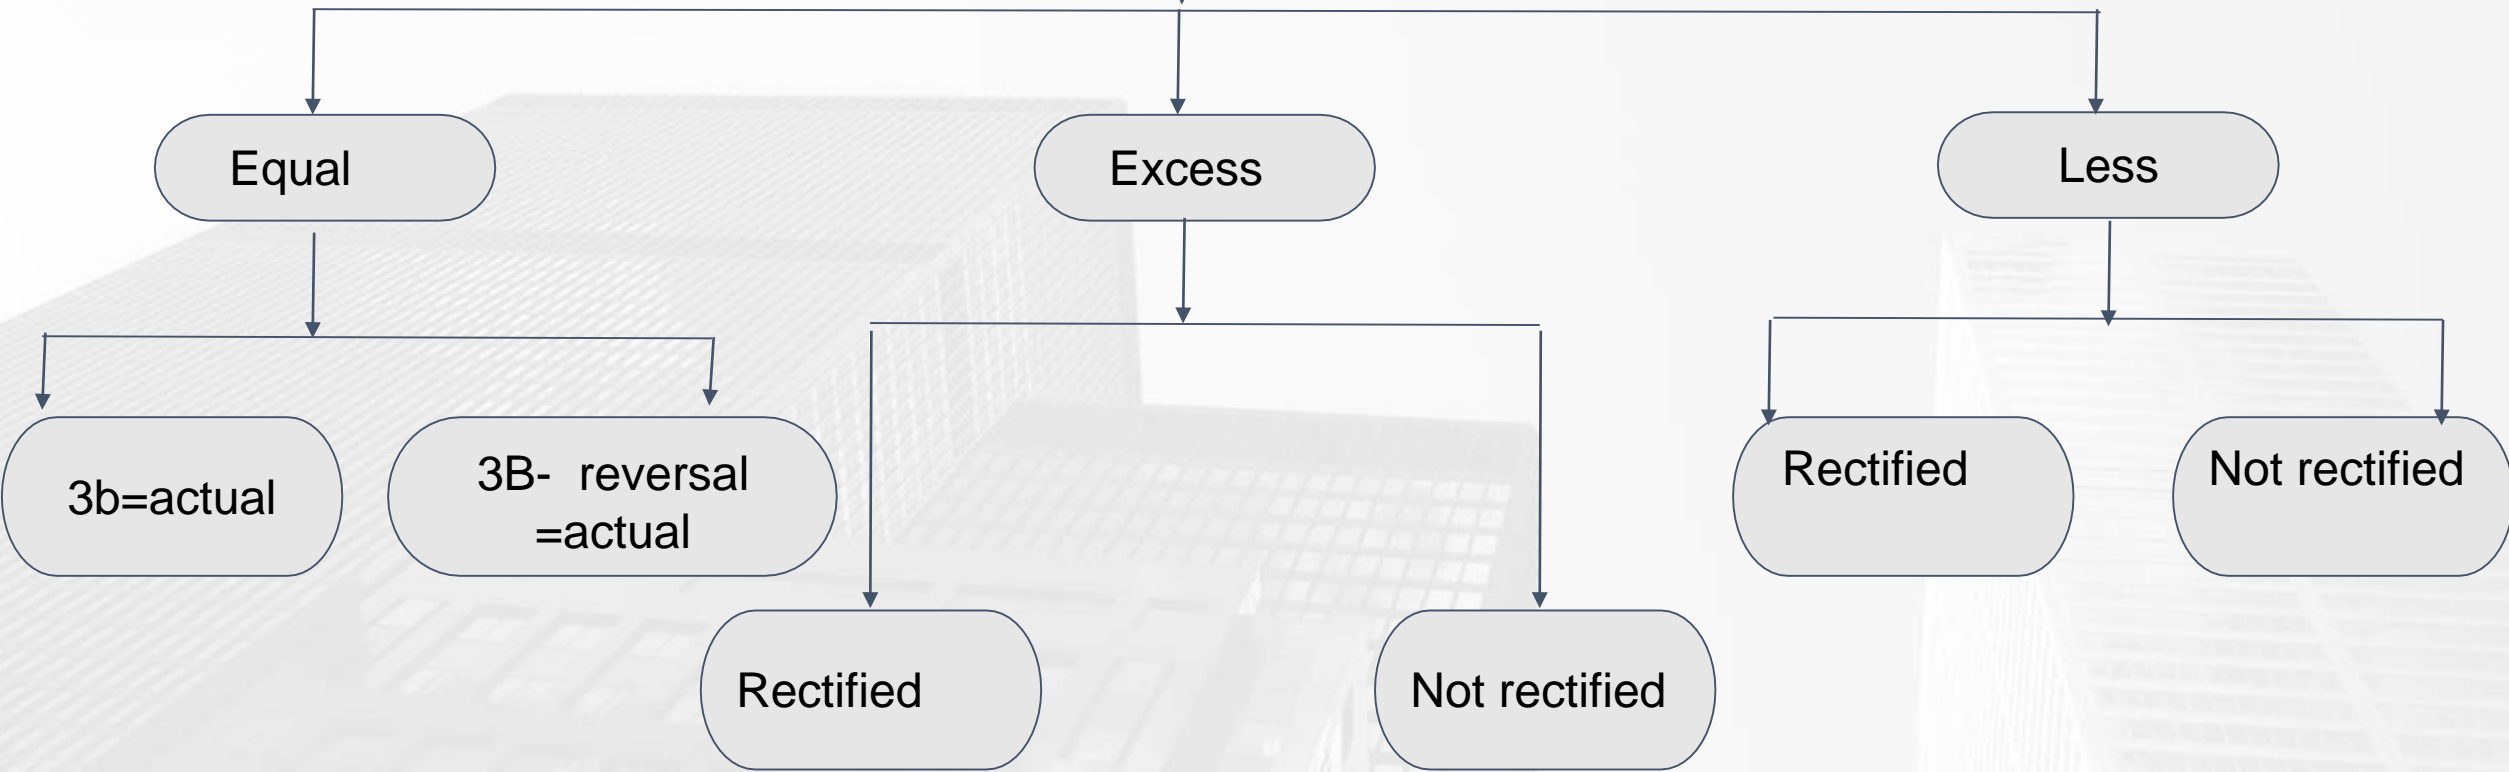 Equal
Excess
Less
3b=actual
3B-  reversal
=actual
Rectified
Not rectified
Rectified
Not rectified